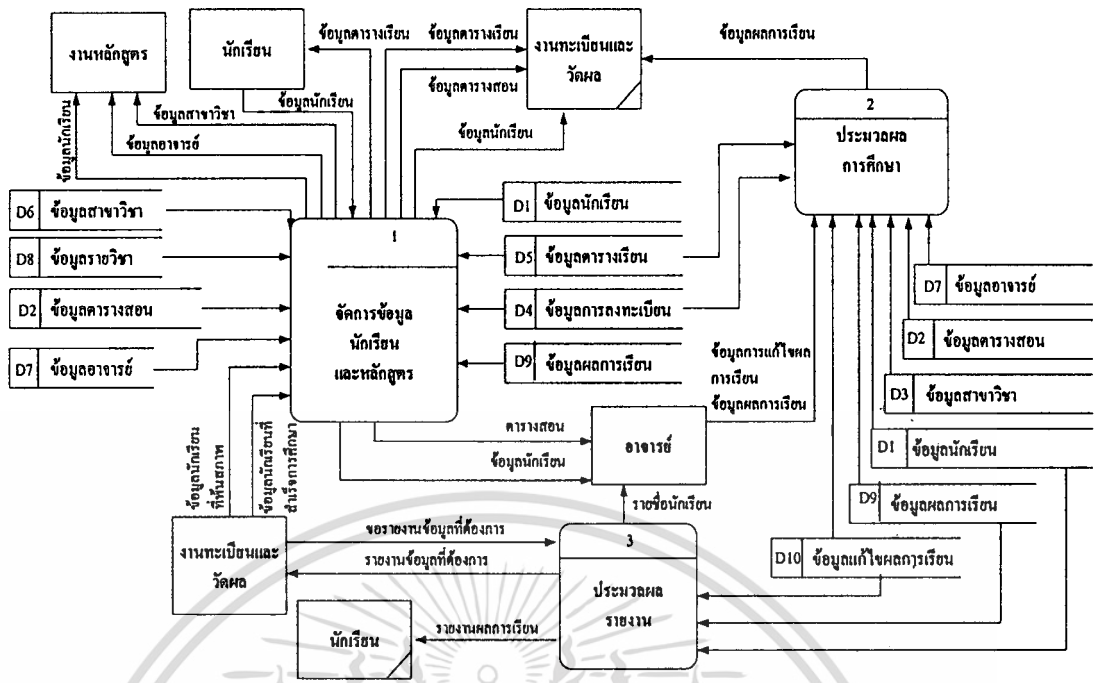 งานหลักสูตร
นักเรียน
ข้อมูลตารางเรียน
ข้อมูลตารางเรียน
งานทะเบียนและ
วัดผล
ข้อมูลผลการเรียน
ข้อมูลตารางสอน
ข้อมูลนักเรียน
ข้อมูลสาขาวิชา
ข้อมูลอาจารย์
ข้อมูลนักเรียน
ข้อมูลนักเรียน
2
ประมวลผล
การศึกษา
D6 ข้อมูลสาขาวิชา
D8 ข้อมูลรายวิชา
D2 ข้อมูลตารางสอน
D7 ข้อมูลอาจารย์
1
จัดการข้อมูล
นักเรียน
และหลักสูตร
D1 ข้อมูลนักเรียน
D5 ข้อมูลตารางเรียน
D4 ข้อมูลการลงทะเบียน
D9 ข้อมูลผลการเรียน
D7 ข้อมูลอาจารย์
D2 ข้อมูลตารางสอน
D3 ข้อมูลสาขาวิชา
D1 ข้อมูลนักเรียน
D9 ข้อมูลผลการเรียน
D10 ข้อมูลแก้ไขผลการเรียน
ข้อมูลการแก้ไขผล
การเรียน
ข้อมูลผลการเรียน
ตารางสอน
ข้อมูลนักเรียน
อาจารย์
รายชื่อนักเรียน
ข้อมูลนักเรียน
ที่พ้นสภาพ
ข้อมูลนักเรียนที่
สำเร็จการศึกษา
งานทะเบียนและ
วัดผล
ขอรายงานข้อมูลที่ต้องการ
รายงานข้อมูลที่ต้องการ
3
ประมวลผล
รายงาน
นักเรียน
รายงานผลการเรียน